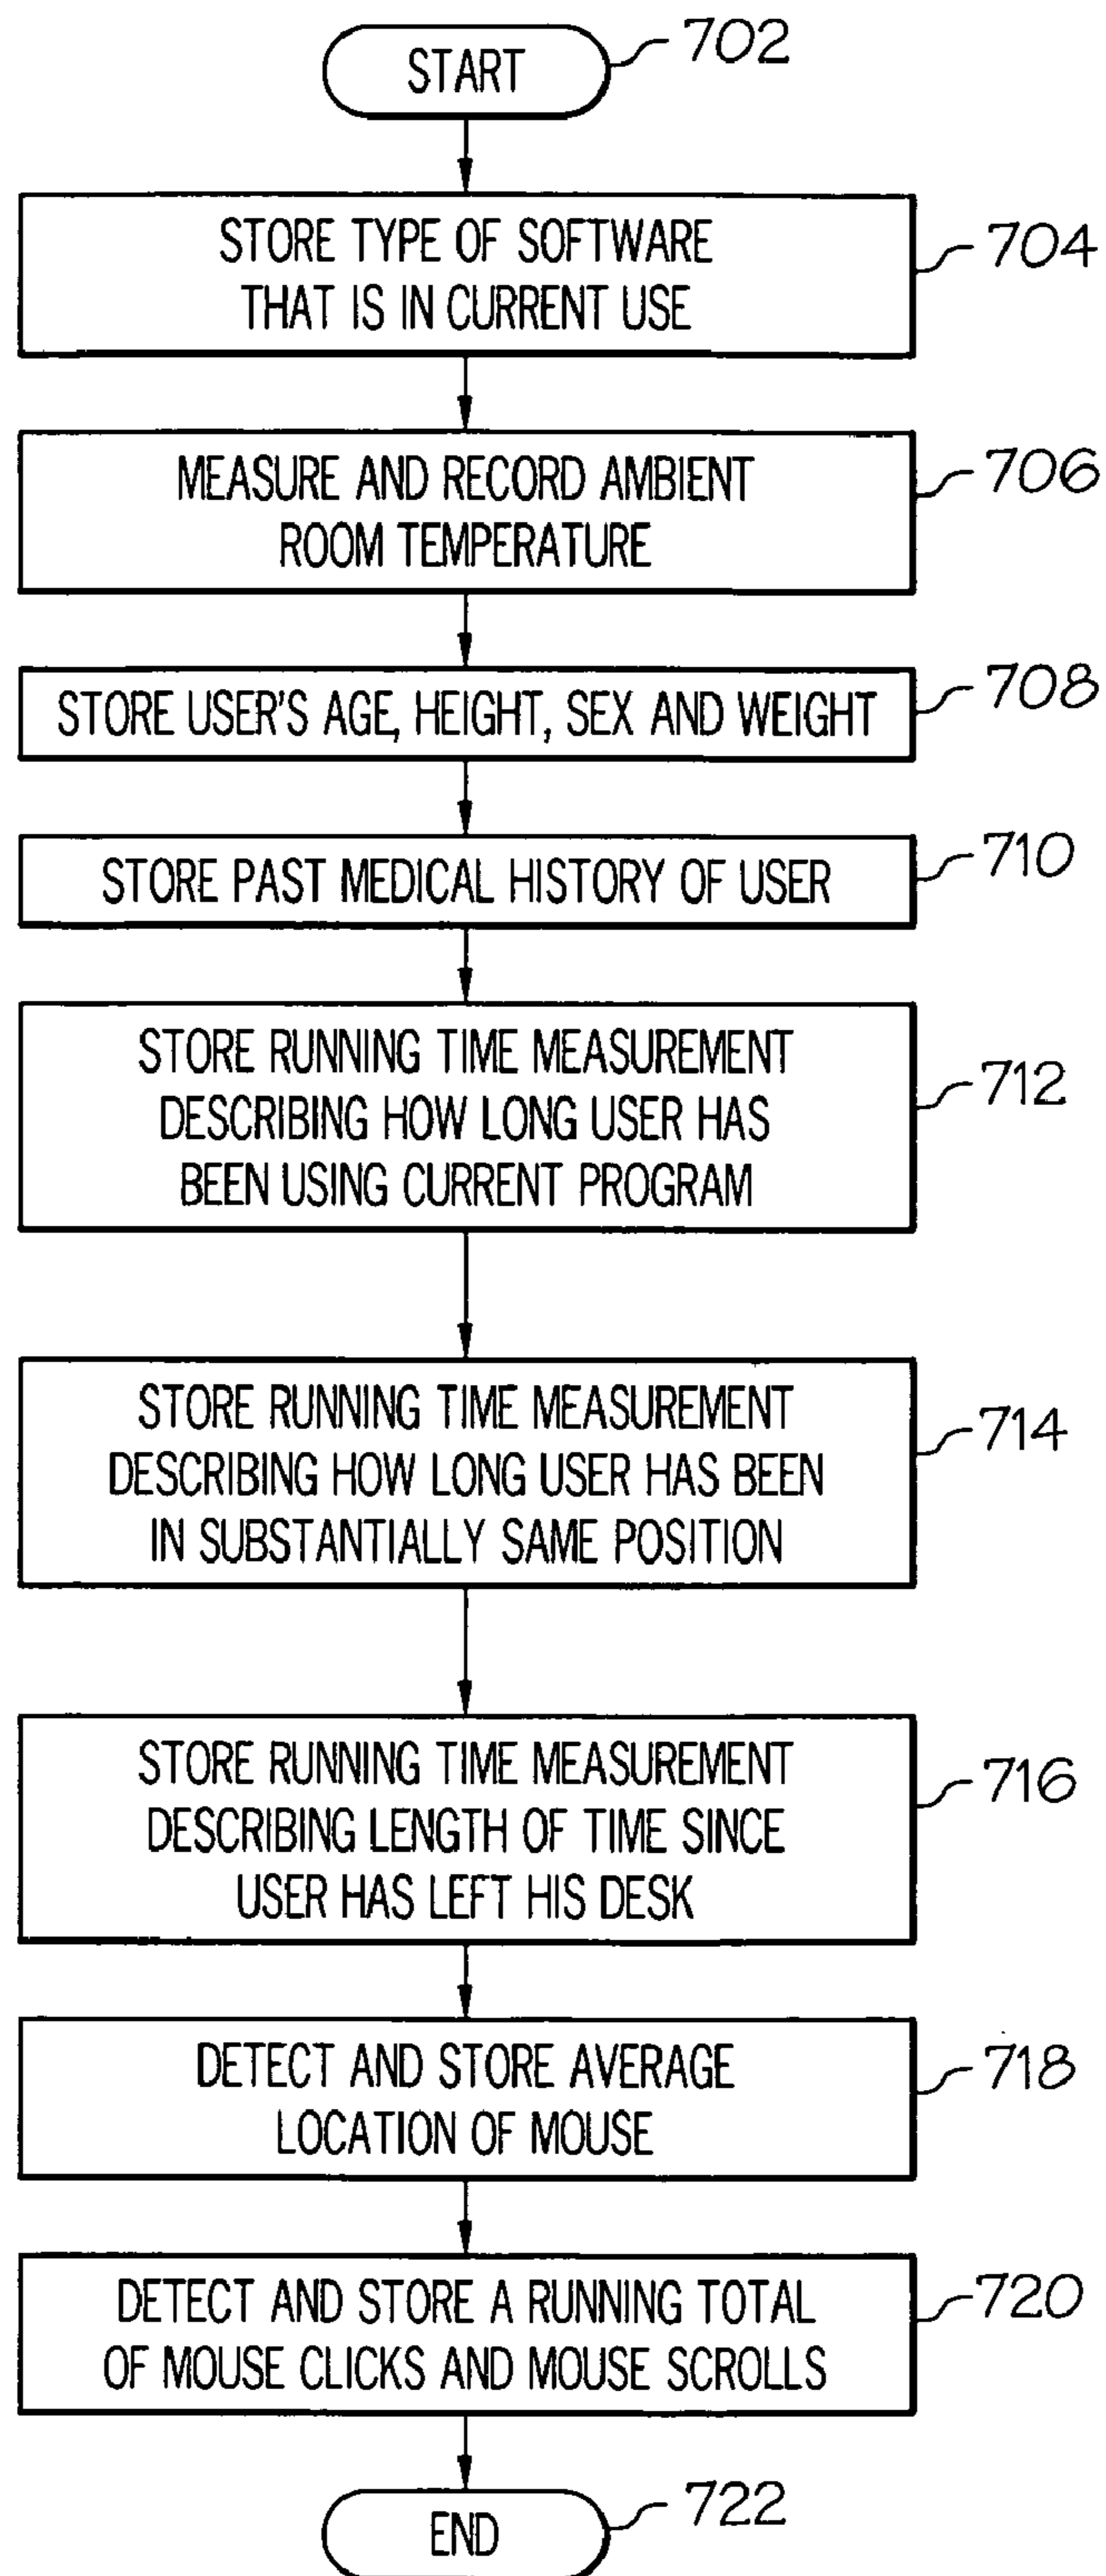 START
702
STORE TYPE OF SOFTWARE
THAT IS IN CURRENT USE
704
MEASURE AND RECORD AMBIENT
ROOM TEMPERATURE
706
STORE USER'S AGE, HEIGHT, SEX AND WEIGHT
708
STORE PAST MEDICAL HISTORY OF USER
710
STORE RUNNING TIME MEASUREMENT
DESCRIBING HOW LONG USER HAS
BEEN USING CURRENT PROGRAM
712
STORE RUNNING TIME MEASUREMENT
DESCRIBING HOW LONG USER HAS BEEN
IN SUBSTANTIALLY SAME POSITION
714
STORE RUNNING TIME MEASUREMENT
DESCRIBING LENGTH OF TIME SINCE
USER HAS LEFT HIS DESK
716
DETECT AND STORE AVERAGE
LOCATION OF MOUSE
718
DETECT AND STORE A RUNNING TOTAL
OF MOUSE CLICKS AND MOUSE SCROLLS
720
END
722